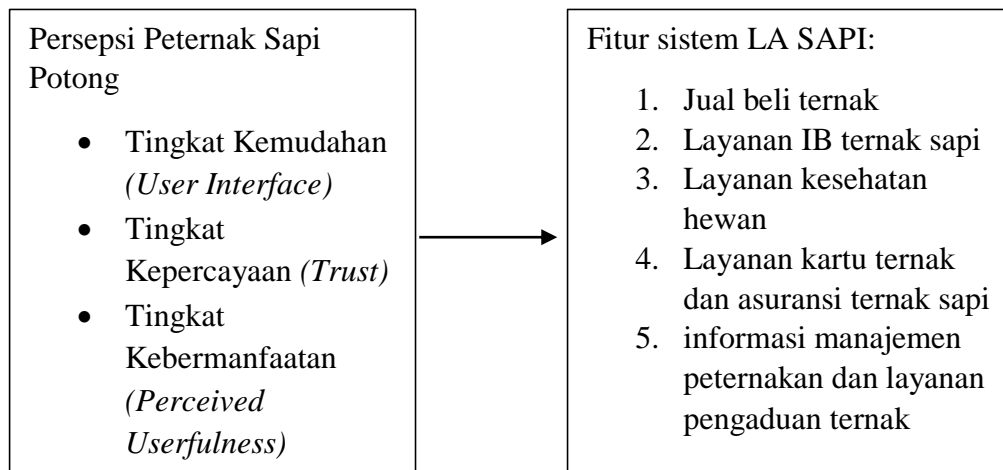 Persepsi Peternak Sapi
Potong
• Tingkat Kemudahan
(User Interface)
• Tingkat
Kepercayaan (Trust)
• Tingkat
Kebermanfaatan
(Perceived
Userfulness)
Fitur sistem LA SAPI:
1. Jual beli ternak
2. Layanan IB ternak sapi
3. Layanan kesehatan
hewan
4. Layanan kartu ternak
dan asuransi ternak sapi
5. informasi manajemen
peternakan dan layanan
pengaduan ternak